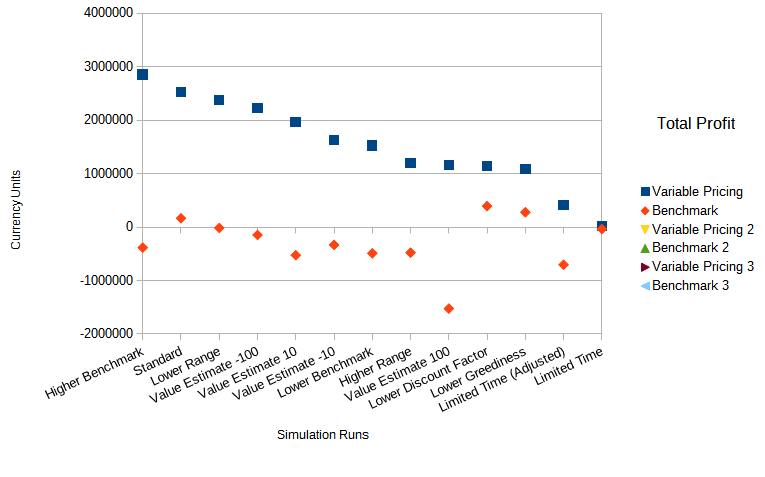 4000000
3000000
2000000
1000000
0
-1000000
-2000000
Currency Units
Higher Benchmark
Standard
Lower Range
Value Estimate -100
Value Estimate 10
Value Estimate -10
Lower Benchmark
Higher Range
Value Estimate 100
Lower Discount Factor
Lower Greediness
Limited Time (Adjusted)
Limited Time
Simulation Runs
Total Profit
Variable Pricing
Benchmark
Variable Pricing 2
Benchmark 2
Variable Pricing 3
Benchmark 3